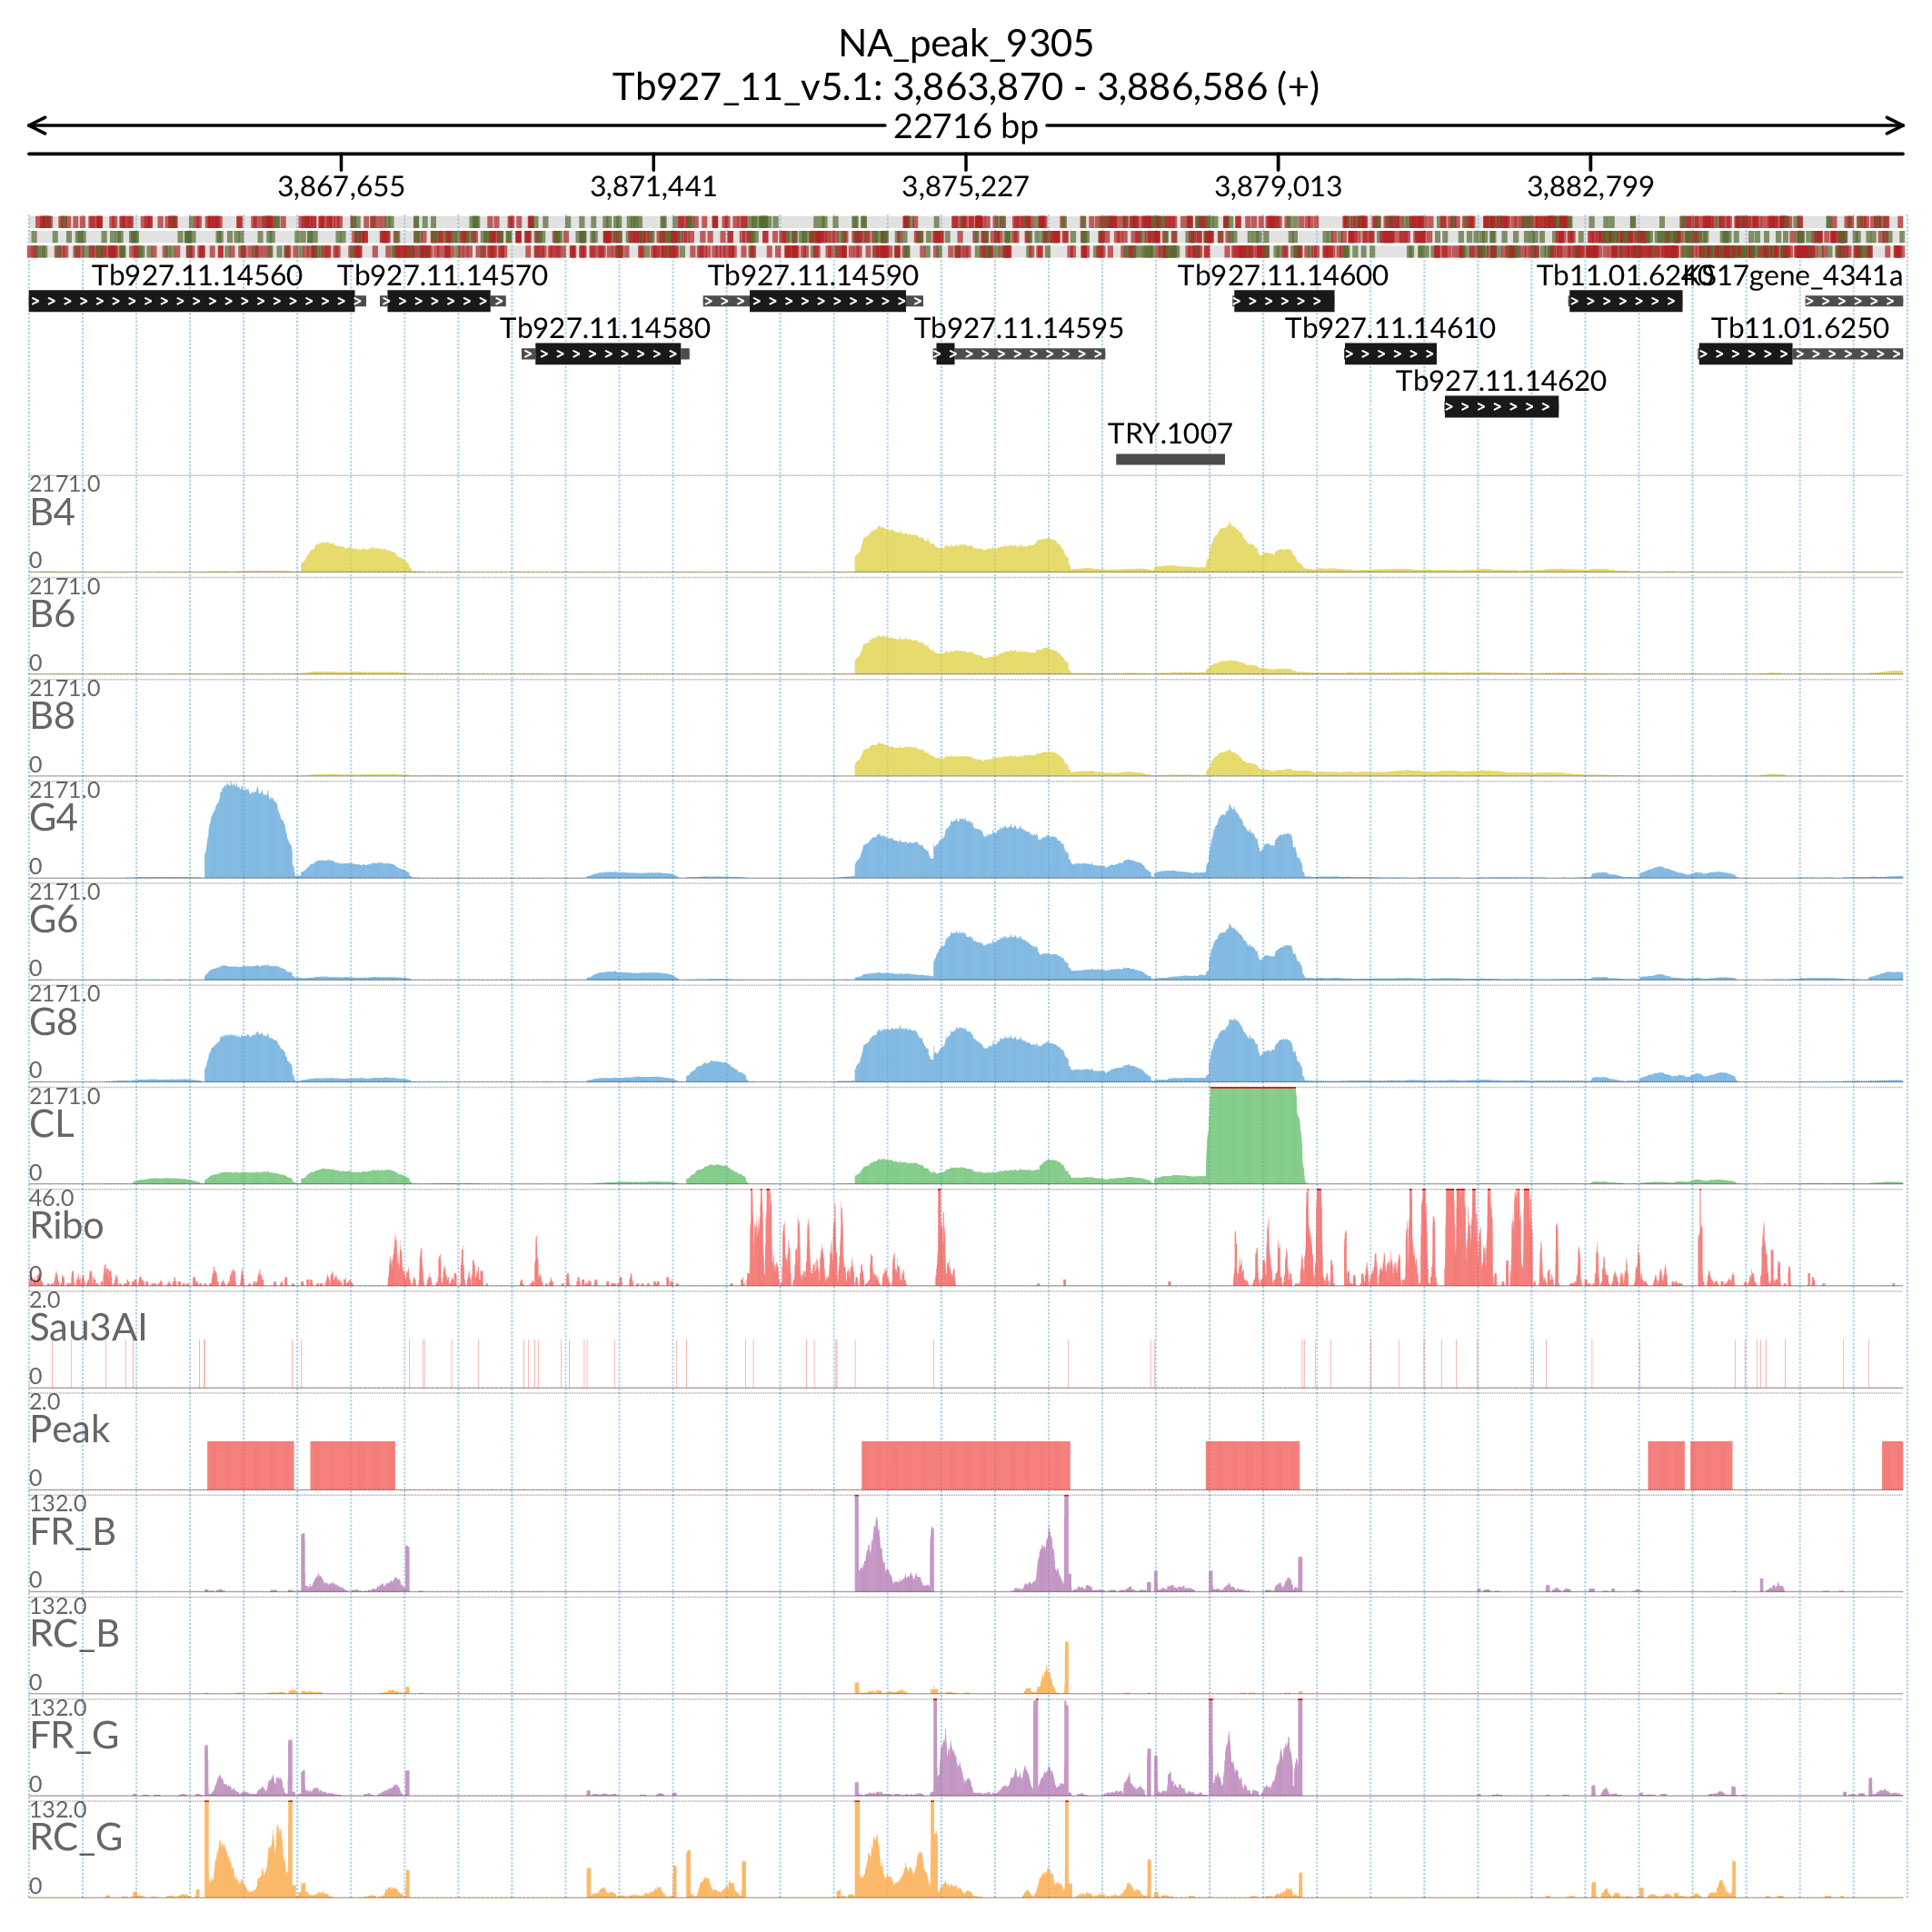 NA_peak_9305
Tb927_11_v5.1: 3,863,870 - 3,886,586 (+)
22716 bp
3,867,655 3,871,441 3,875,227 3,879,013 3,882,799
Tb927.11.14560 Tb927.11.14570 Tb927.11.14590 Tb927.11.14600 Tb11.01.6240 KS17gene_4341a
Tb927.11.14580 Tb927.11.14595 Tb927.11.14610 Tb11.01.6250
Tb927.11.14620
TRY.1007
2171.0
B4
0
2171.0
B6
0
2171.0
B8
0
2171.0
G4
0
2171.0
G6
0
2171.0
G8
0
2171.0
CL
0
46.0
Ribo
0
2.0
Sau3AI
0
2.0
Peak
0
132.0
FR_B
0
132.0
RC_B
0
132.0
FR_G
0
132.0
RC_G
0